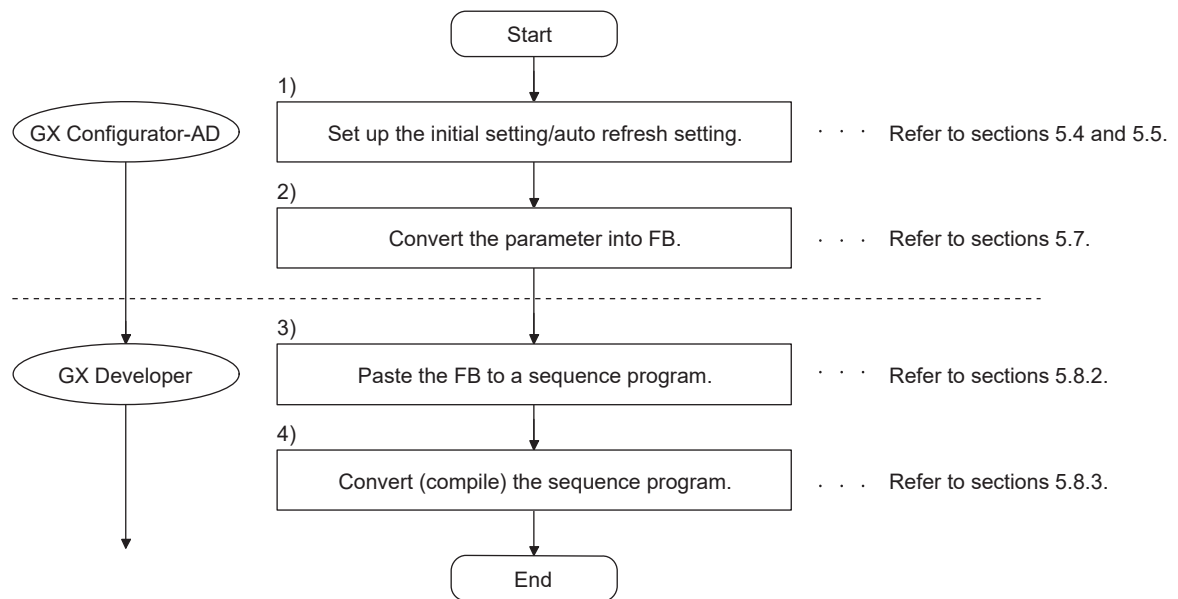 Start
1)
GX Configurator-AD
Set up the initial setting/auto refresh setting.
. . . Refer to sections 5.4 and 5.5.
2)
Convert the parameter into FB.
. . . Refer to sections 5.7.
3)
GX Developer
Paste the FB to a sequence program.
. . . Refer to sections 5.8.2.
4)
Convert (compile) the sequence program.
. . . Refer to sections 5.8.3.
End